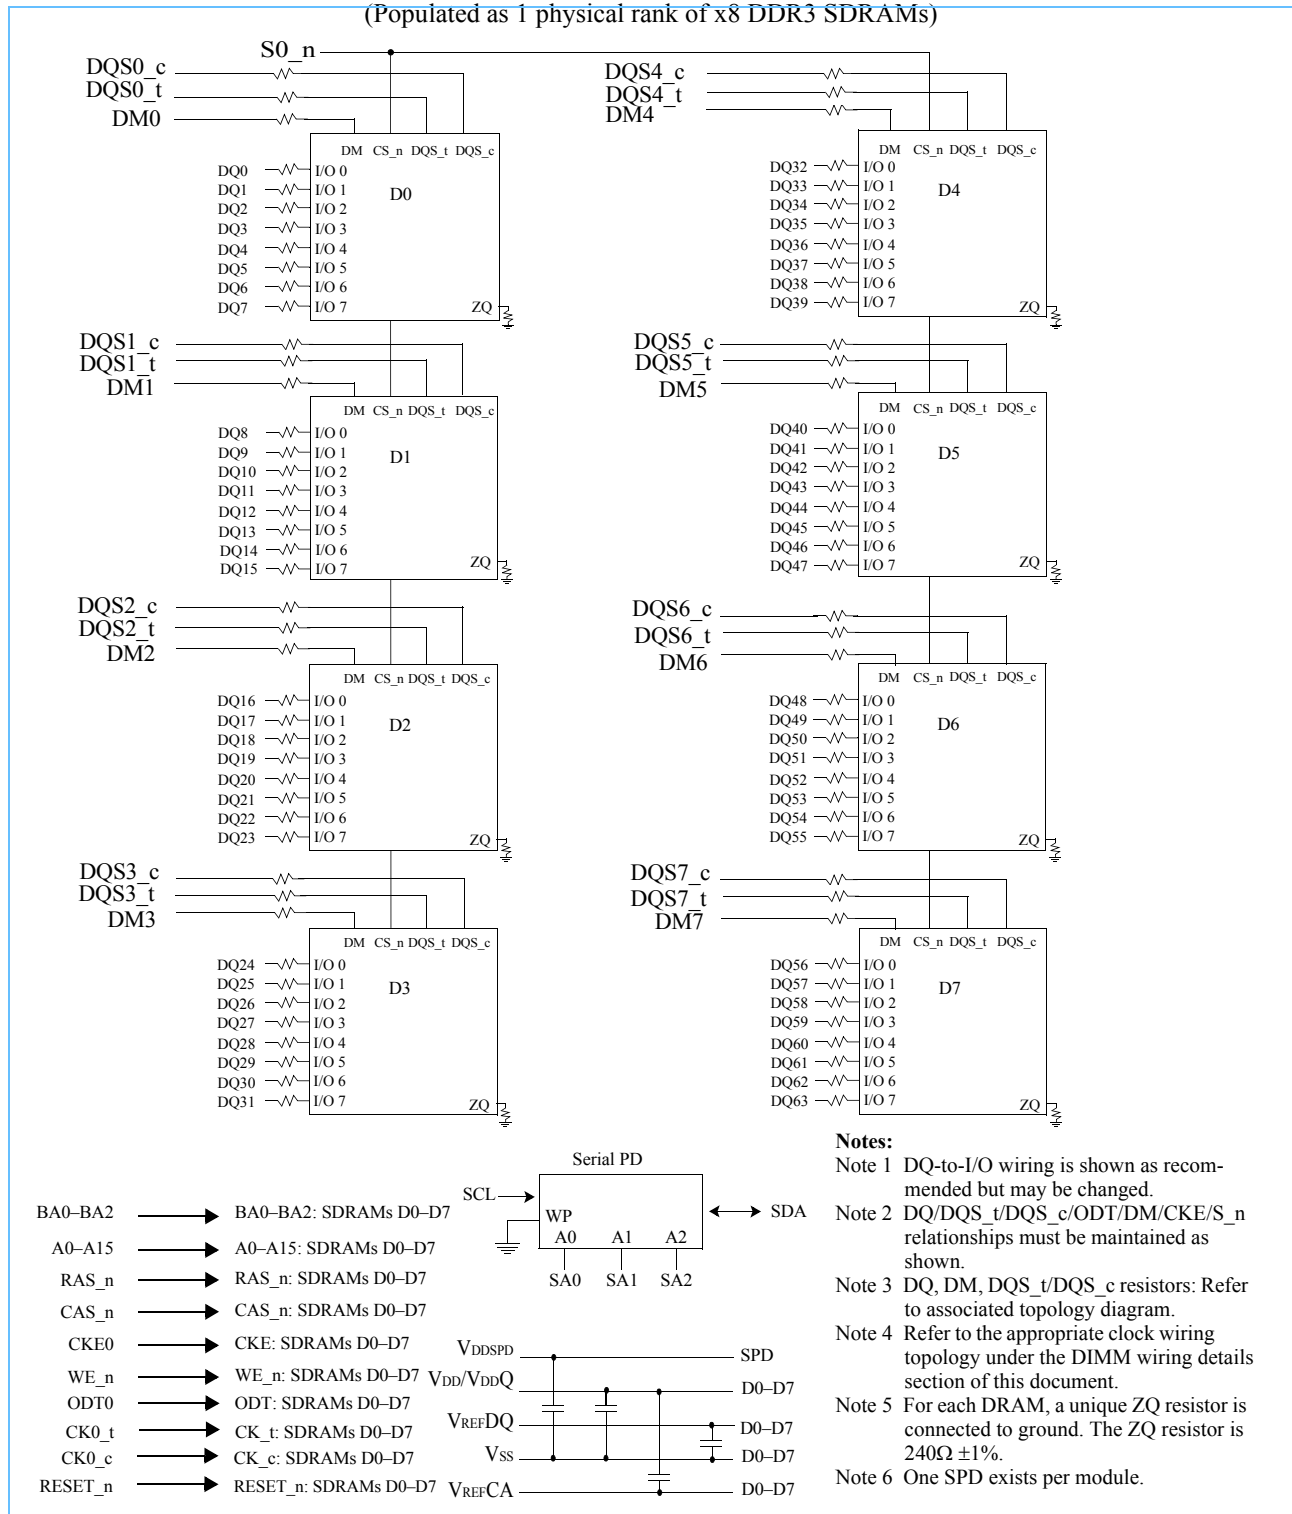 (Populated as 1 physical rank of x8 DDR3 SDRAMs)
S0_n
DQS0_c
DQS0_t
DM0
DM CS_n DQS_t DQS_c
D0
DQ0 I/O 0
DQ1 I/O 1
DQ2 I/O 2
DQ3 I/O 3
DQ4 I/O 4
DQ5 I/O 5
DQ6 I/O 6
DQ7 I/O 7
ZQ
DQS1_c
DQS1_t
DM1
DM CS_n DQS_t DQS_c
D1
DQ8 I/O 0
DQ9 I/O 1
DQ10 I/O 2
DQ11 I/O 3
DQ12 I/O 4
DQ13 I/O 5
DQ14 I/O 6
DQ15 I/O 7
ZQ
DQS2_c
DQS2_t
DM2
DM CS_n DQS_t DQS_c
D2
DQ16 I/O 0
DQ17 I/O 1
DQ18 I/O 2
DQ19 I/O 3
DQ20 I/O 4
DQ21 I/O 5
DQ22 I/O 6
DQ23 I/O 7
ZQ
DQS3_c
DQS3_t
DM3
DM CS_n DQS_t DQS_c
D3
DQ24 I/O 0
DQ25 I/O 1
DQ26 I/O 2
DQ27 I/O 3
DQ28 I/O 4
DQ29 I/O 5
DQ30 I/O 6
DQ31 I/O 7
ZQ
DQS4_c
DQS4_t
DM4
DM CS_n DQS_t DQS_c
D4
DQ32 I/O 0
DQ33 I/O 1
DQ34 I/O 2
DQ35 I/O 3
DQ36 I/O 4
DQ37 I/O 5
DQ38 I/O 6
DQ39 I/O 7
ZQ
DQS5_c
DQS5_t
DM5
DM CS_n DQS_t DQS_c
D5
DQ40 I/O 0
DQ41 I/O 1
DQ42 I/O 2
DQ43 I/O 3
DQ44 I/O 4
DQ45 I/O 5
DQ46 I/O 6
DQ47 I/O 7
ZQ
DQS6_c
DQS6_t
DM6
DM CS_n DQS_t DQS_c
D6
DQ48 I/O 0
DQ49 I/O 1
DQ50 I/O 2
DQ51 I/O 3
DQ52 I/O 4
DQ53 I/O 5
DQ54 I/O 6
DQ55 I/O 7
ZQ
DQS7_c
DQS7_t
DM7
DM CS_n DQS_t DQS_c
D7
DQ56 I/O 0
DQ57 I/O 1
DQ58 I/O 2
DQ59 I/O 3
DQ60 I/O 4
DQ61 I/O 5
DQ62 I/O 6
DQ63 I/O 7
ZQ
BA0–BA2 BA0–BA2: SDRAMs D0–D7
A0–A15 A0–A15: SDRAMs D0–D7
RAS_n RAS_n: SDRAMs D0–D7
CAS_n CAS_n: SDRAMs D0–D7
CKE0 CKE: SDRAMs D0–D7
WE_n WE_n: SDRAMs D0–D7
ODT0 ODT: SDRAMs D0–D7
CK0_t CK_t: SDRAMs D0–D7
CK0_c CK_c: SDRAMs D0–D7
RESET_n RESET_n: SDRAMs D0–D7
Serial PD
SCL
WP
SDA
A0 A1 A2
SA0 SA1 SA2
VDDSPD SPD
VDD/VDDQ D0–D7
VREFDQ D0–D7
VSS D0–D7
VREFCA D0–D7
Notes:
Note 1 DQ-to-I/O wiring is shown as recom-
mended but may be changed.
Note 2 DQ/DQS_t/DQS_c/ODT/DM/CKE/S_n
relationships must be maintained as
shown.
Note 3 DQ, DM, DQS_t/DQS_c resistors: Refer
to associated topology diagram.
Note 4 Refer to the appropriate clock wiring
topology under the DIMM wiring details
section of this document.
Note 5 For each DRAM, a unique ZQ resistor is
connected to ground. The ZQ resistor is
240Ω ±1%.
Note 6 One SPD exists per module.